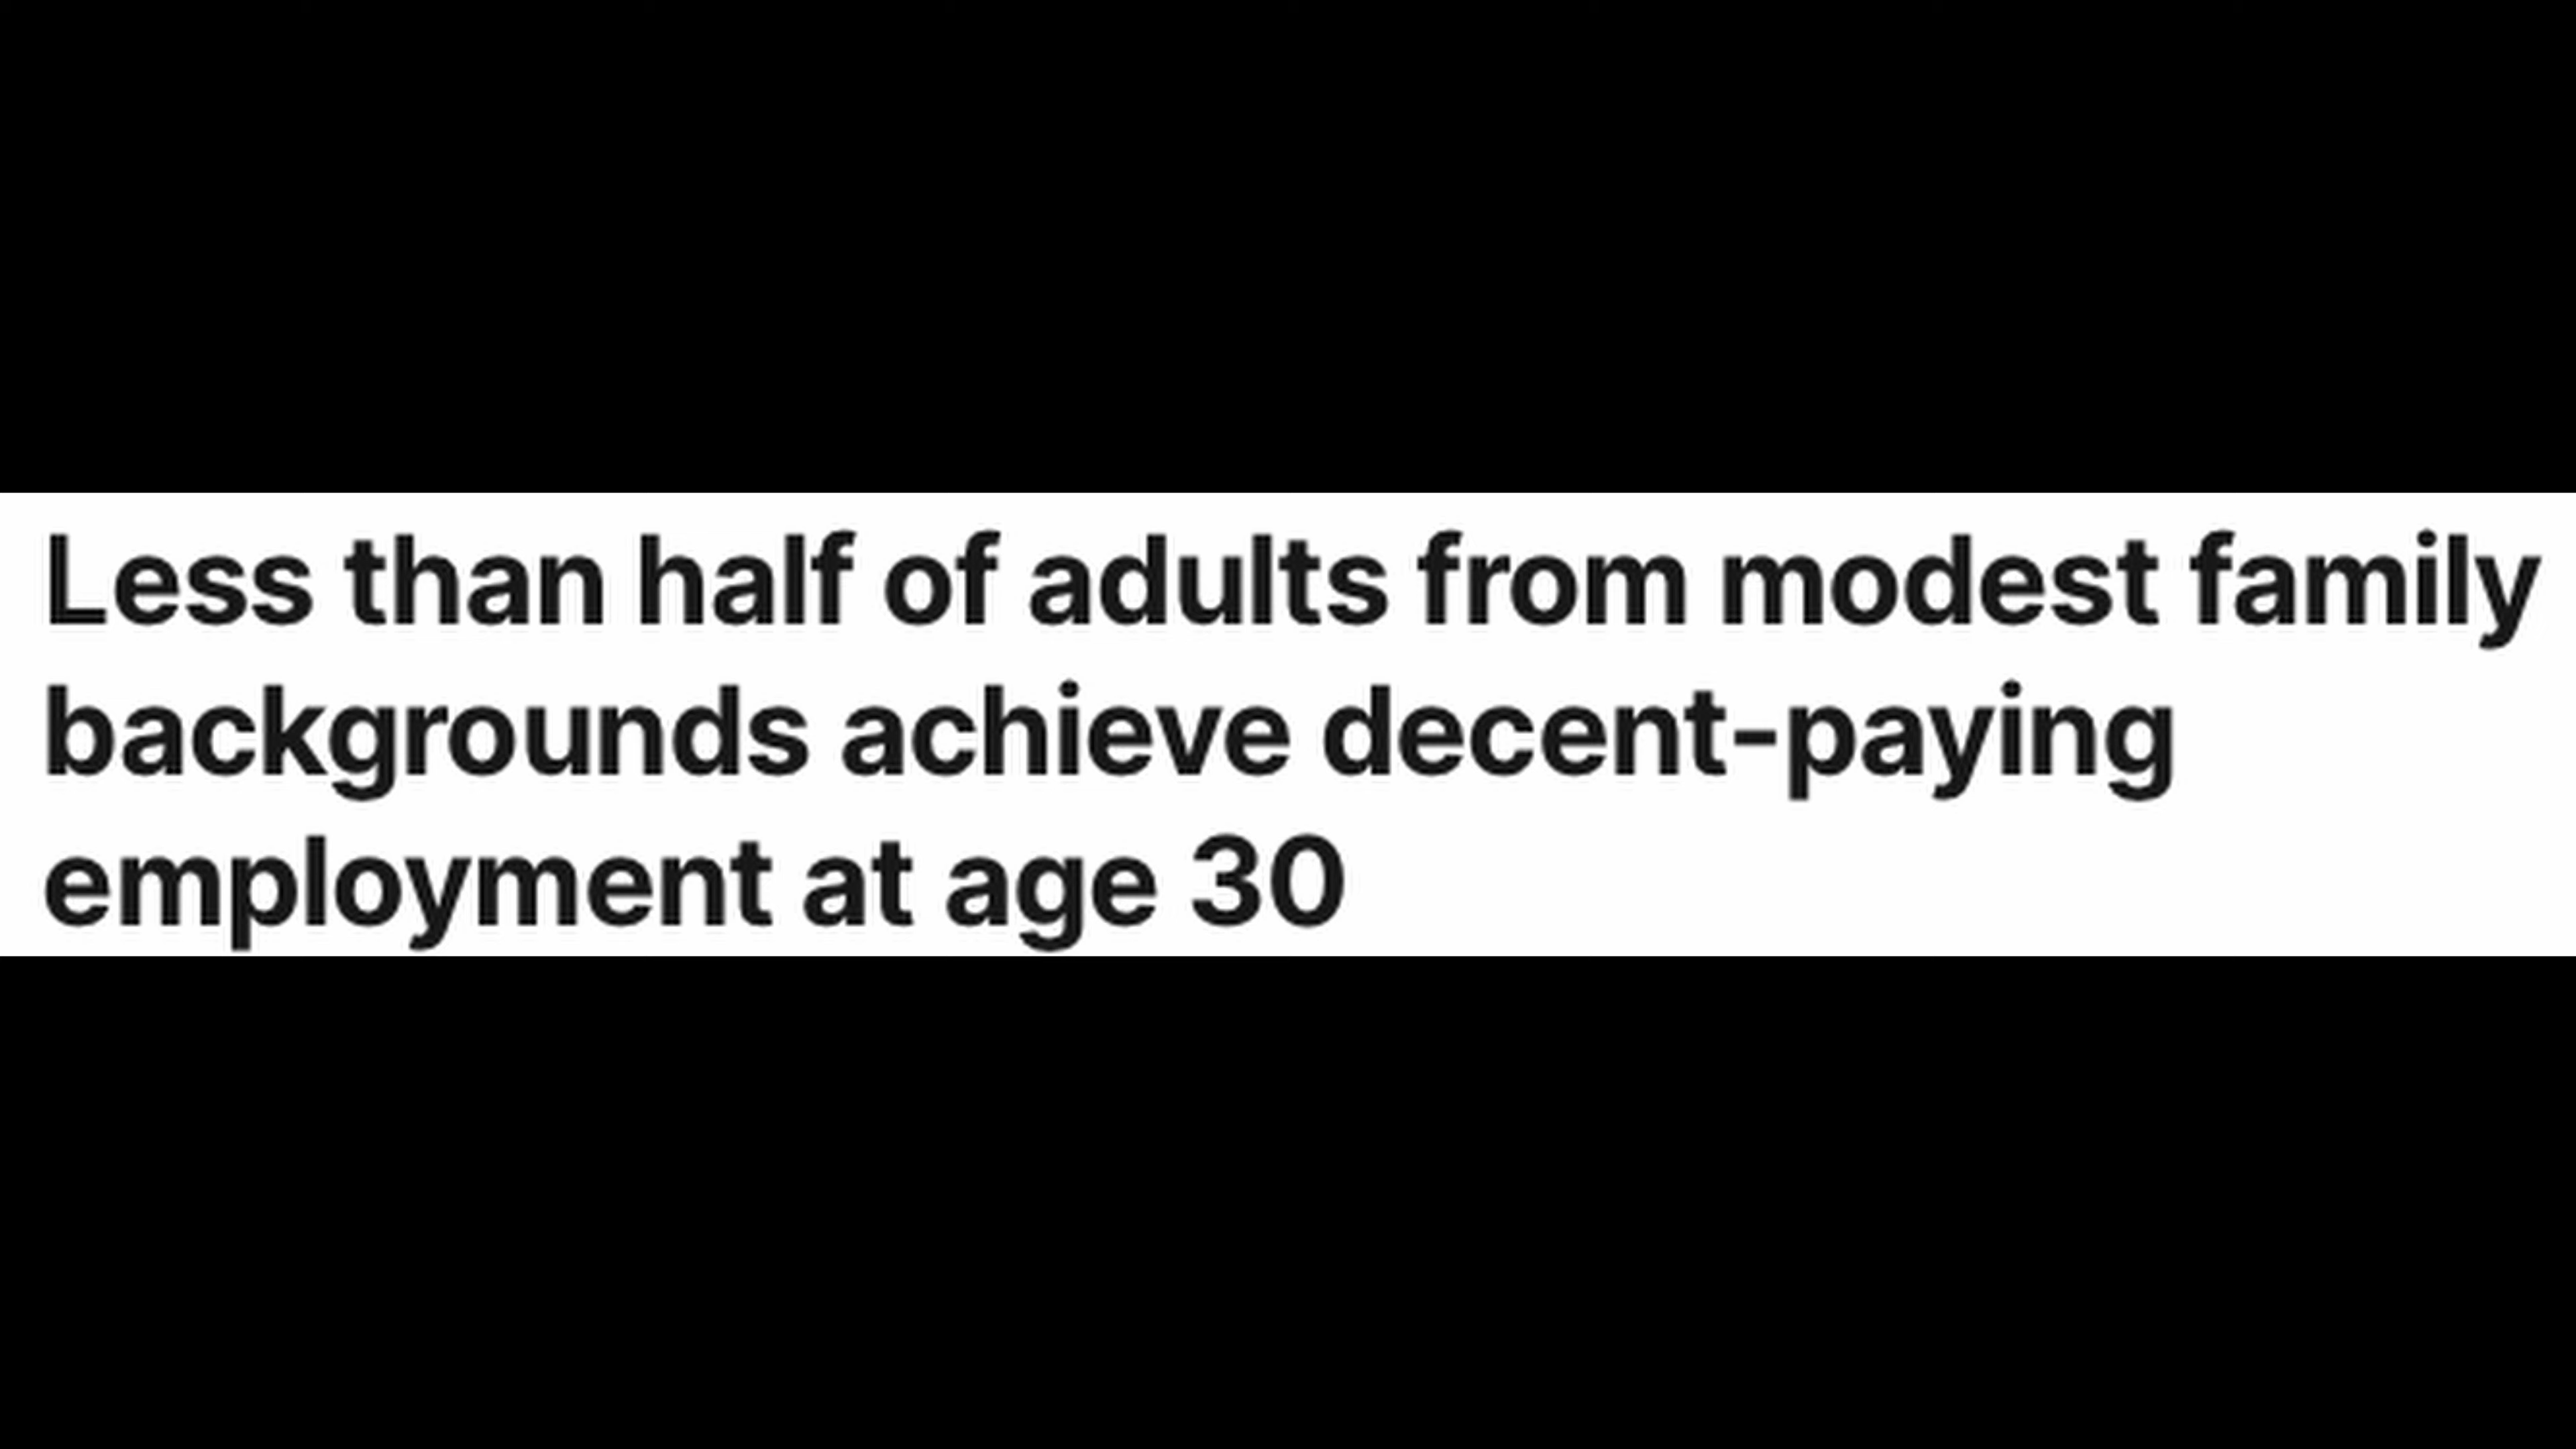 Less than half of adults from modest family
backgrounds achieve decent-paying
employment at age 30